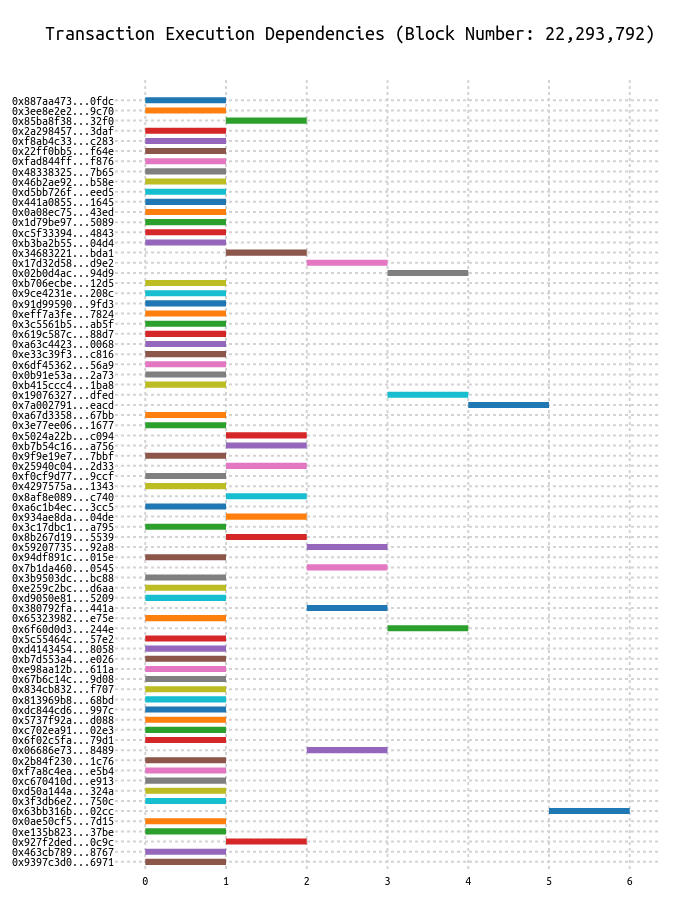 Transaction Execution Dependencies (Block Number: 22,293,792)
0x887aa473...0fdc
0x3ee8e2e2...9c70
0x85ba8f38...32f0
0x2a298457...3daf
0xf8ab4c33...c283
0x22ff0bb5...f64e
0xfad844ff...f876
0x48338325...7b65
0x46b2ae92...b58e
0xd5bb726f...eed5
0x441a0855...1645
0x0a08ec75...43ed
0x1d79be97...5089
0xc5f33394...4843
0xb3ba2b55...04d4
0x34683221...bda1
0x17d32d58...d9e2
0x02b0d4ac...94d9
0xb706ecbe...12d5
0x9ce4231e...208c
0x91d99590...9fd3
0xeff7a3fe...7824
0x3c5561b5...ab5f
0x619c587c...88d7
0xa63c4423...0068
0xe33c39f3...c816
0x6df45362...56a9
0x0b91e53a...2a73
0xb415ccc4...1ba8
0x19076327...dfed
0x7a002791...eacd
0xa67d3358...67bb
0x3e77ee06...1677
0x5024a22b...c094
0xb7b54c16...a756
0x9f9e19e7...7bbf
0x25940c04...2d33
0xf0cf9d77...9ccf
0x4297575a...1343
0x8af8e089...c740
0xa6c1b4ec...3cc5
0x934ae8da...04de
0x3c17dbc1...a795
0x8b267d19...5539
0x59207735...92a8
0x94df891c...015e
0x7b1da460...0545
0x3b9503dc...bc88
0xe259c2bc...d6aa
0xd9050e81...5209
0x380792fa...441a
0x65323982...e75e
0x6f60d0d3...244e
0x5c55464c...57e2
0xd4143454...8058
0xb7d553a4...e026
0xe98aa12b...611a
0x67b6c14c...9d08
0x834cb832...f707
0x813969b8...68bd
0xdc844cd6...997c
0x5737f92a...d088
0xc702ea91...02e3
0x6f02c5fa...79d1
0x06686e73...8489
0x2b84f230...1c76
0xf7a8c4ea...e5b4
0xc670410d...e913
0xd50a144a...324a
0x3f3db6e2...750c
0x63bb316b...02cc
0x0ae50cf5...7d15
0xe135b823...37be
0x927f2ded...0c9c
0x463cb789...8767
0x9397c3d0...6971
0 1 2 3 4 5 6